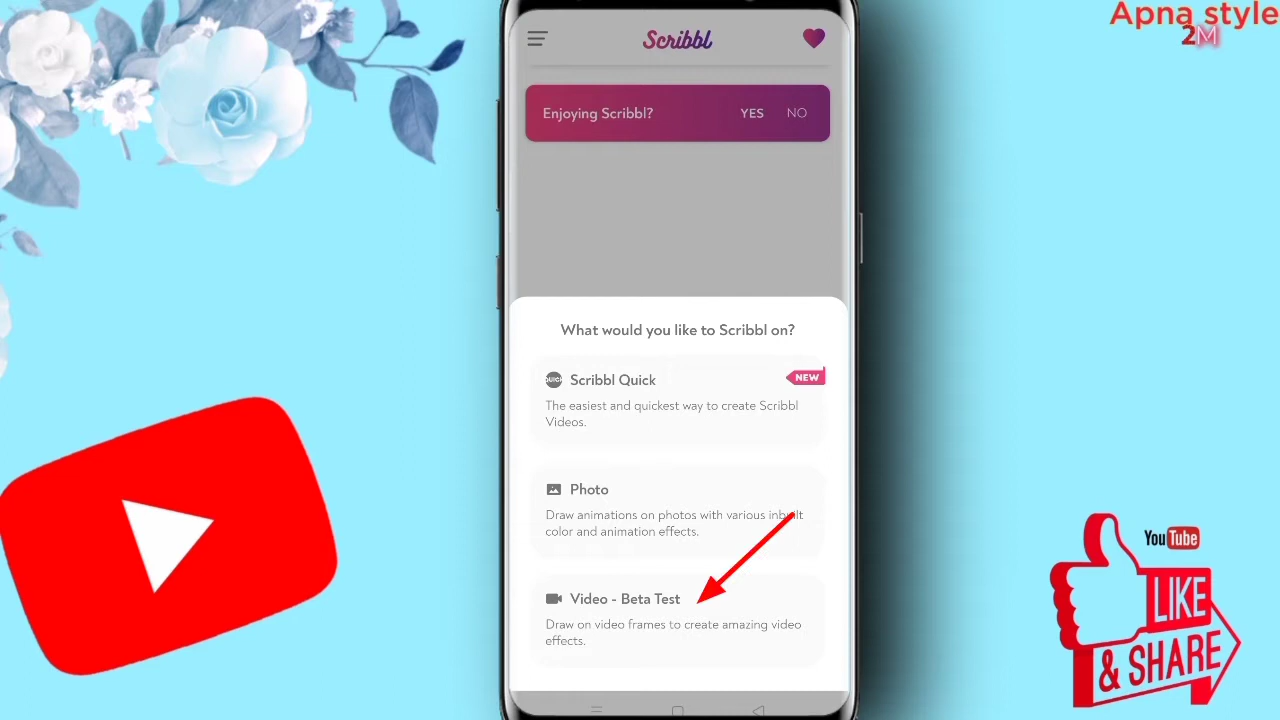 Apna style
2M
Scribbl
Enjoying Scribbl? YES NO
What would you like to Scribbl on?
QUICK Scribbl Quick NEW
The easiest and quickest way to create Scribbl
Videos.
Photo
Draw animations on photos with various inbuilt
color and animation effects.
Video - Beta Test
Draw on video frames to create amazing video
effects.
YouTube
LIKE
& SHARE